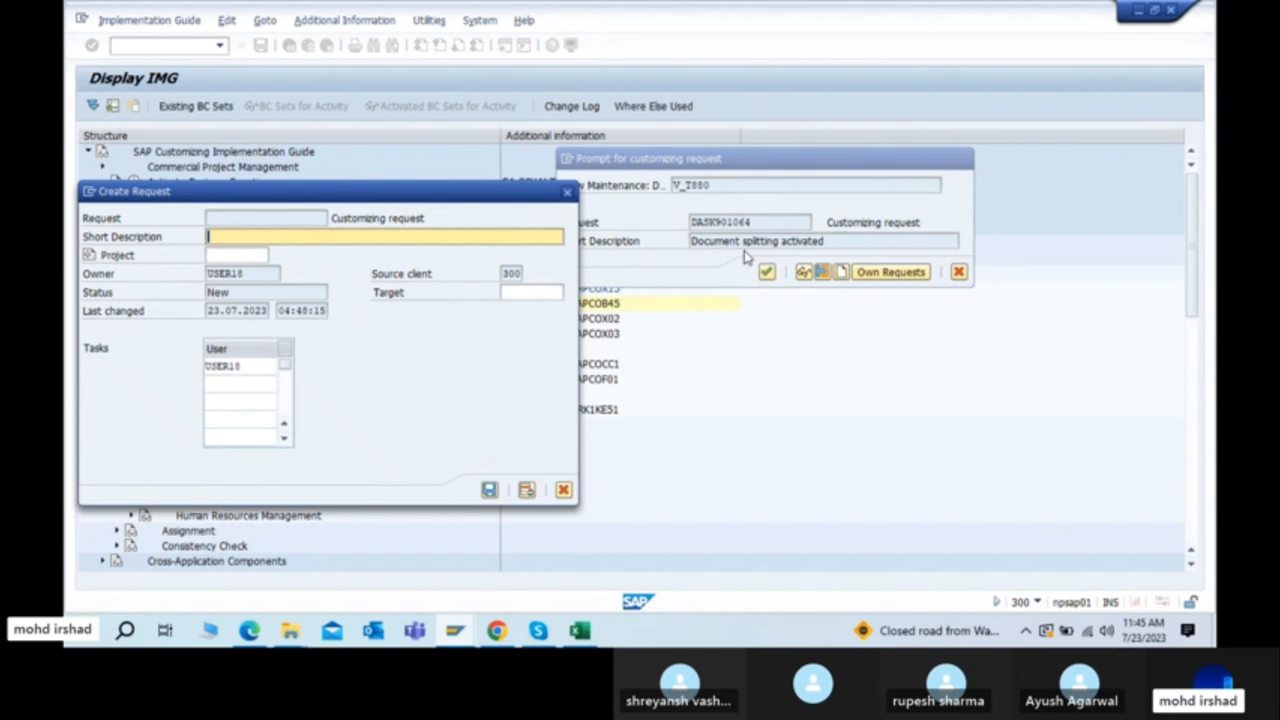 Implementation Guide Edit Goto Additional Information Utilities System Help
Display IMG
Existing BC Sets BC Sets for Activity Activated BC Sets for Activity Change Log Where Else Used
Structure Additional information
SAP Customizing Implementation Guide
Commercial Project Management
Prompt for customizing request
Maintenance: D.. V_T880
uest DASK901064 Customizing request
rt Description Document splitting activated
Own Requests
Create Request
Request Customizing request
Short Description
Project
Owner USER18 Source client 300
Status New Target
Last changed 23.07.2023 04:48:15
Tasks User
USER18
APCOB45
APCOX02
APCOX03
APCOCC1
APCOF01
RK1KE51
Human Resources Management
Assignment
Consistency Check
Cross-Application Components
SAP
300 npsap01 INS
mohd irshad
Closed road from Wa...
11:45 AM
7/23/2023
shreyansh vash...
rupesh sharma
Ayush Agarwal
mohd irshad